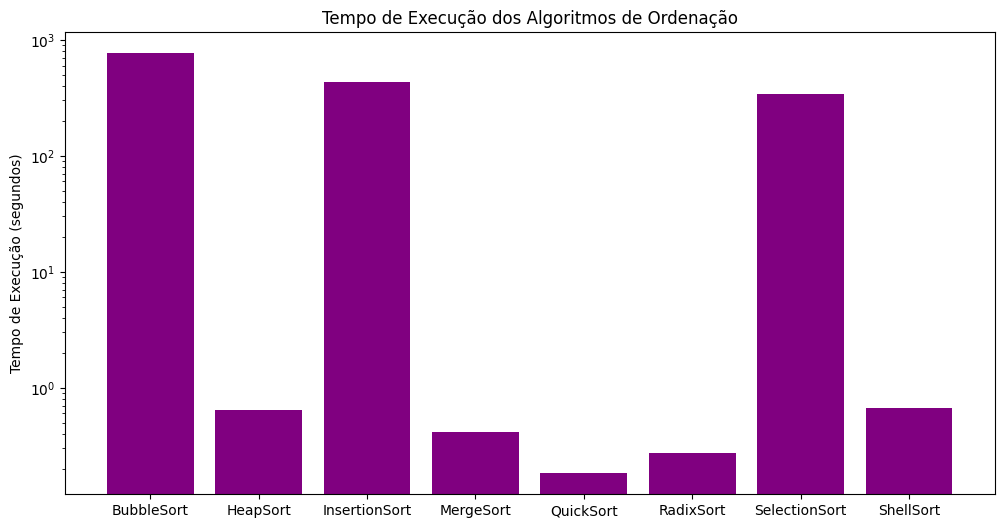 Tempo de Execução dos Algoritmos de Ordenação
Tempo de Execução (segundos)
10³
10²
10¹
10⁰
BubbleSort HeapSort InsertionSort MergeSort QuickSort RadixSort SelectionSort ShellSort